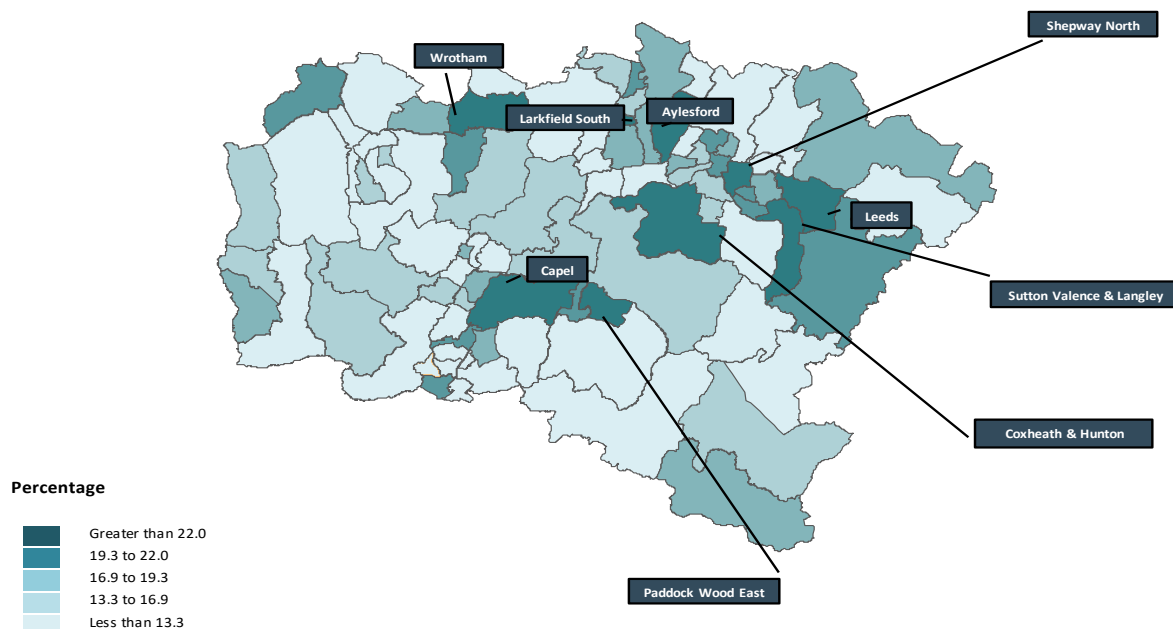 Shepway North
Wrotham
Larkfield South
Aylesford
Leeds
Capel
Sutton Valence & Langley
Coxheath & Hunton
Paddock Wood East
Percentage
Greater than 22.0
19.3 to 22.0
16.9 to 19.3
13.3 to 16.9
Less than 13.3